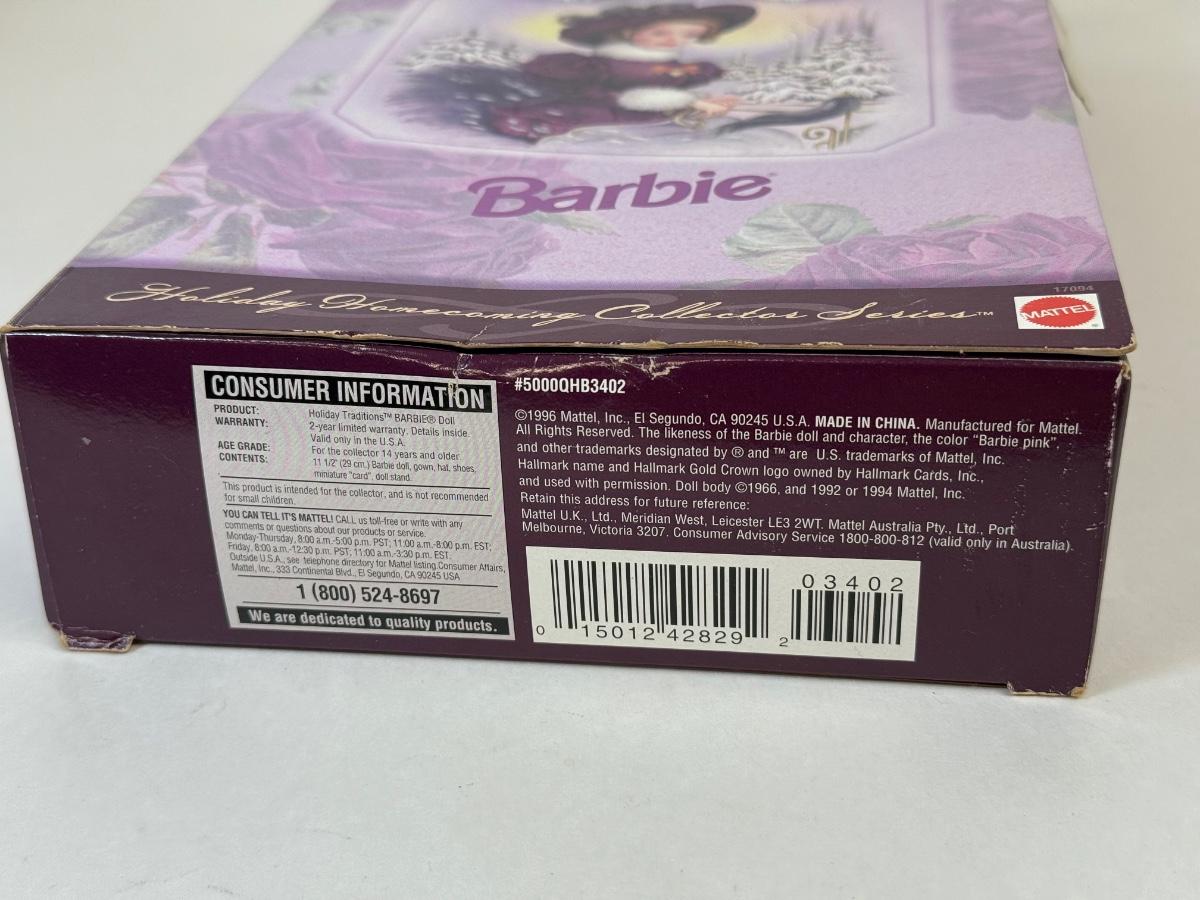 Barbie®
17094
Holiday Homecoming Collector Series™
MATTEL
®
CONSUMER INFORMATION
PRODUCT: Holiday Traditions™ BARBIE® Doll
WARRANTY: 2-year limited warranty. Details inside.
Valid only in the U.S.A.
AGE GRADE: For the collector 14 years and older.
CONTENTS: 11 1/2" (29 cm.) Barbie doll, gown, hat, shoes,
miniature "card", doll stand.
This product is intended for the collector, and is not recommended
for small children.
YOU CAN TELL IT'S MATTEL! CALL us toll-free or write with any
comments or questions about our products or service.
Monday-Thursday, 8:00 a.m.-5:00 p.m. PST; 11:00 a.m.-8:00 p.m. EST;
Friday, 8:00 a.m.-12:30 p.m. PST; 11:00 a.m.-3:30 p.m. EST.
Outside U.S.A., see telephone directory for Mattel listing.Consumer Affairs,
Mattel, Inc., 333 Continental Blvd., El Segundo, CA 90245 USA
1 (800) 524-8697
We are dedicated to quality products.
#5000QHB3402
©1996 Mattel, Inc., El Segundo, CA 90245 U.S.A. MADE IN CHINA. Manufactured for Mattel.
All Rights Reserved. The likeness of the Barbie doll and character, the color "Barbie pink",
and other trademarks designated by ® and ™ are U.S. trademarks of Mattel, Inc.
Hallmark name and Hallmark Gold Crown logo owned by Hallmark Cards, Inc.,
and used with permission. Doll body ©1966, and 1992 or 1994 Mattel, Inc.
Retain this address for future reference:
Mattel U.K., Ltd., Meridian West, Leicester LE3 2WT. Mattel Australia Pty., Ltd., Port
Melbourne, Victoria 3207. Consumer Advisory Service 1800-800-812 (valid only in Australia).
03402
0 15012 42829 2